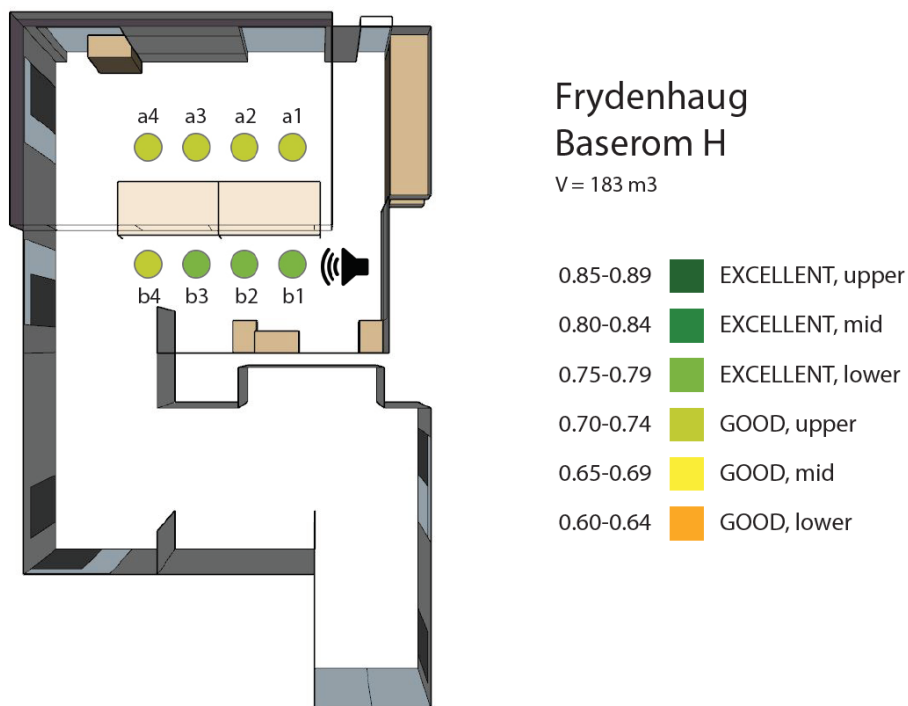 Frydenhaug
Baserom H
V = 183 m3
a4 a3 a2 a1
b4 b3 b2 b1
0.85-0.89 EXCELLENT, upper
0.80-0.84 EXCELLENT, mid
0.75-0.79 EXCELLENT, lower
0.70-0.74 GOOD, upper
0.65-0.69 GOOD, mid
0.60-0.64 GOOD, lower